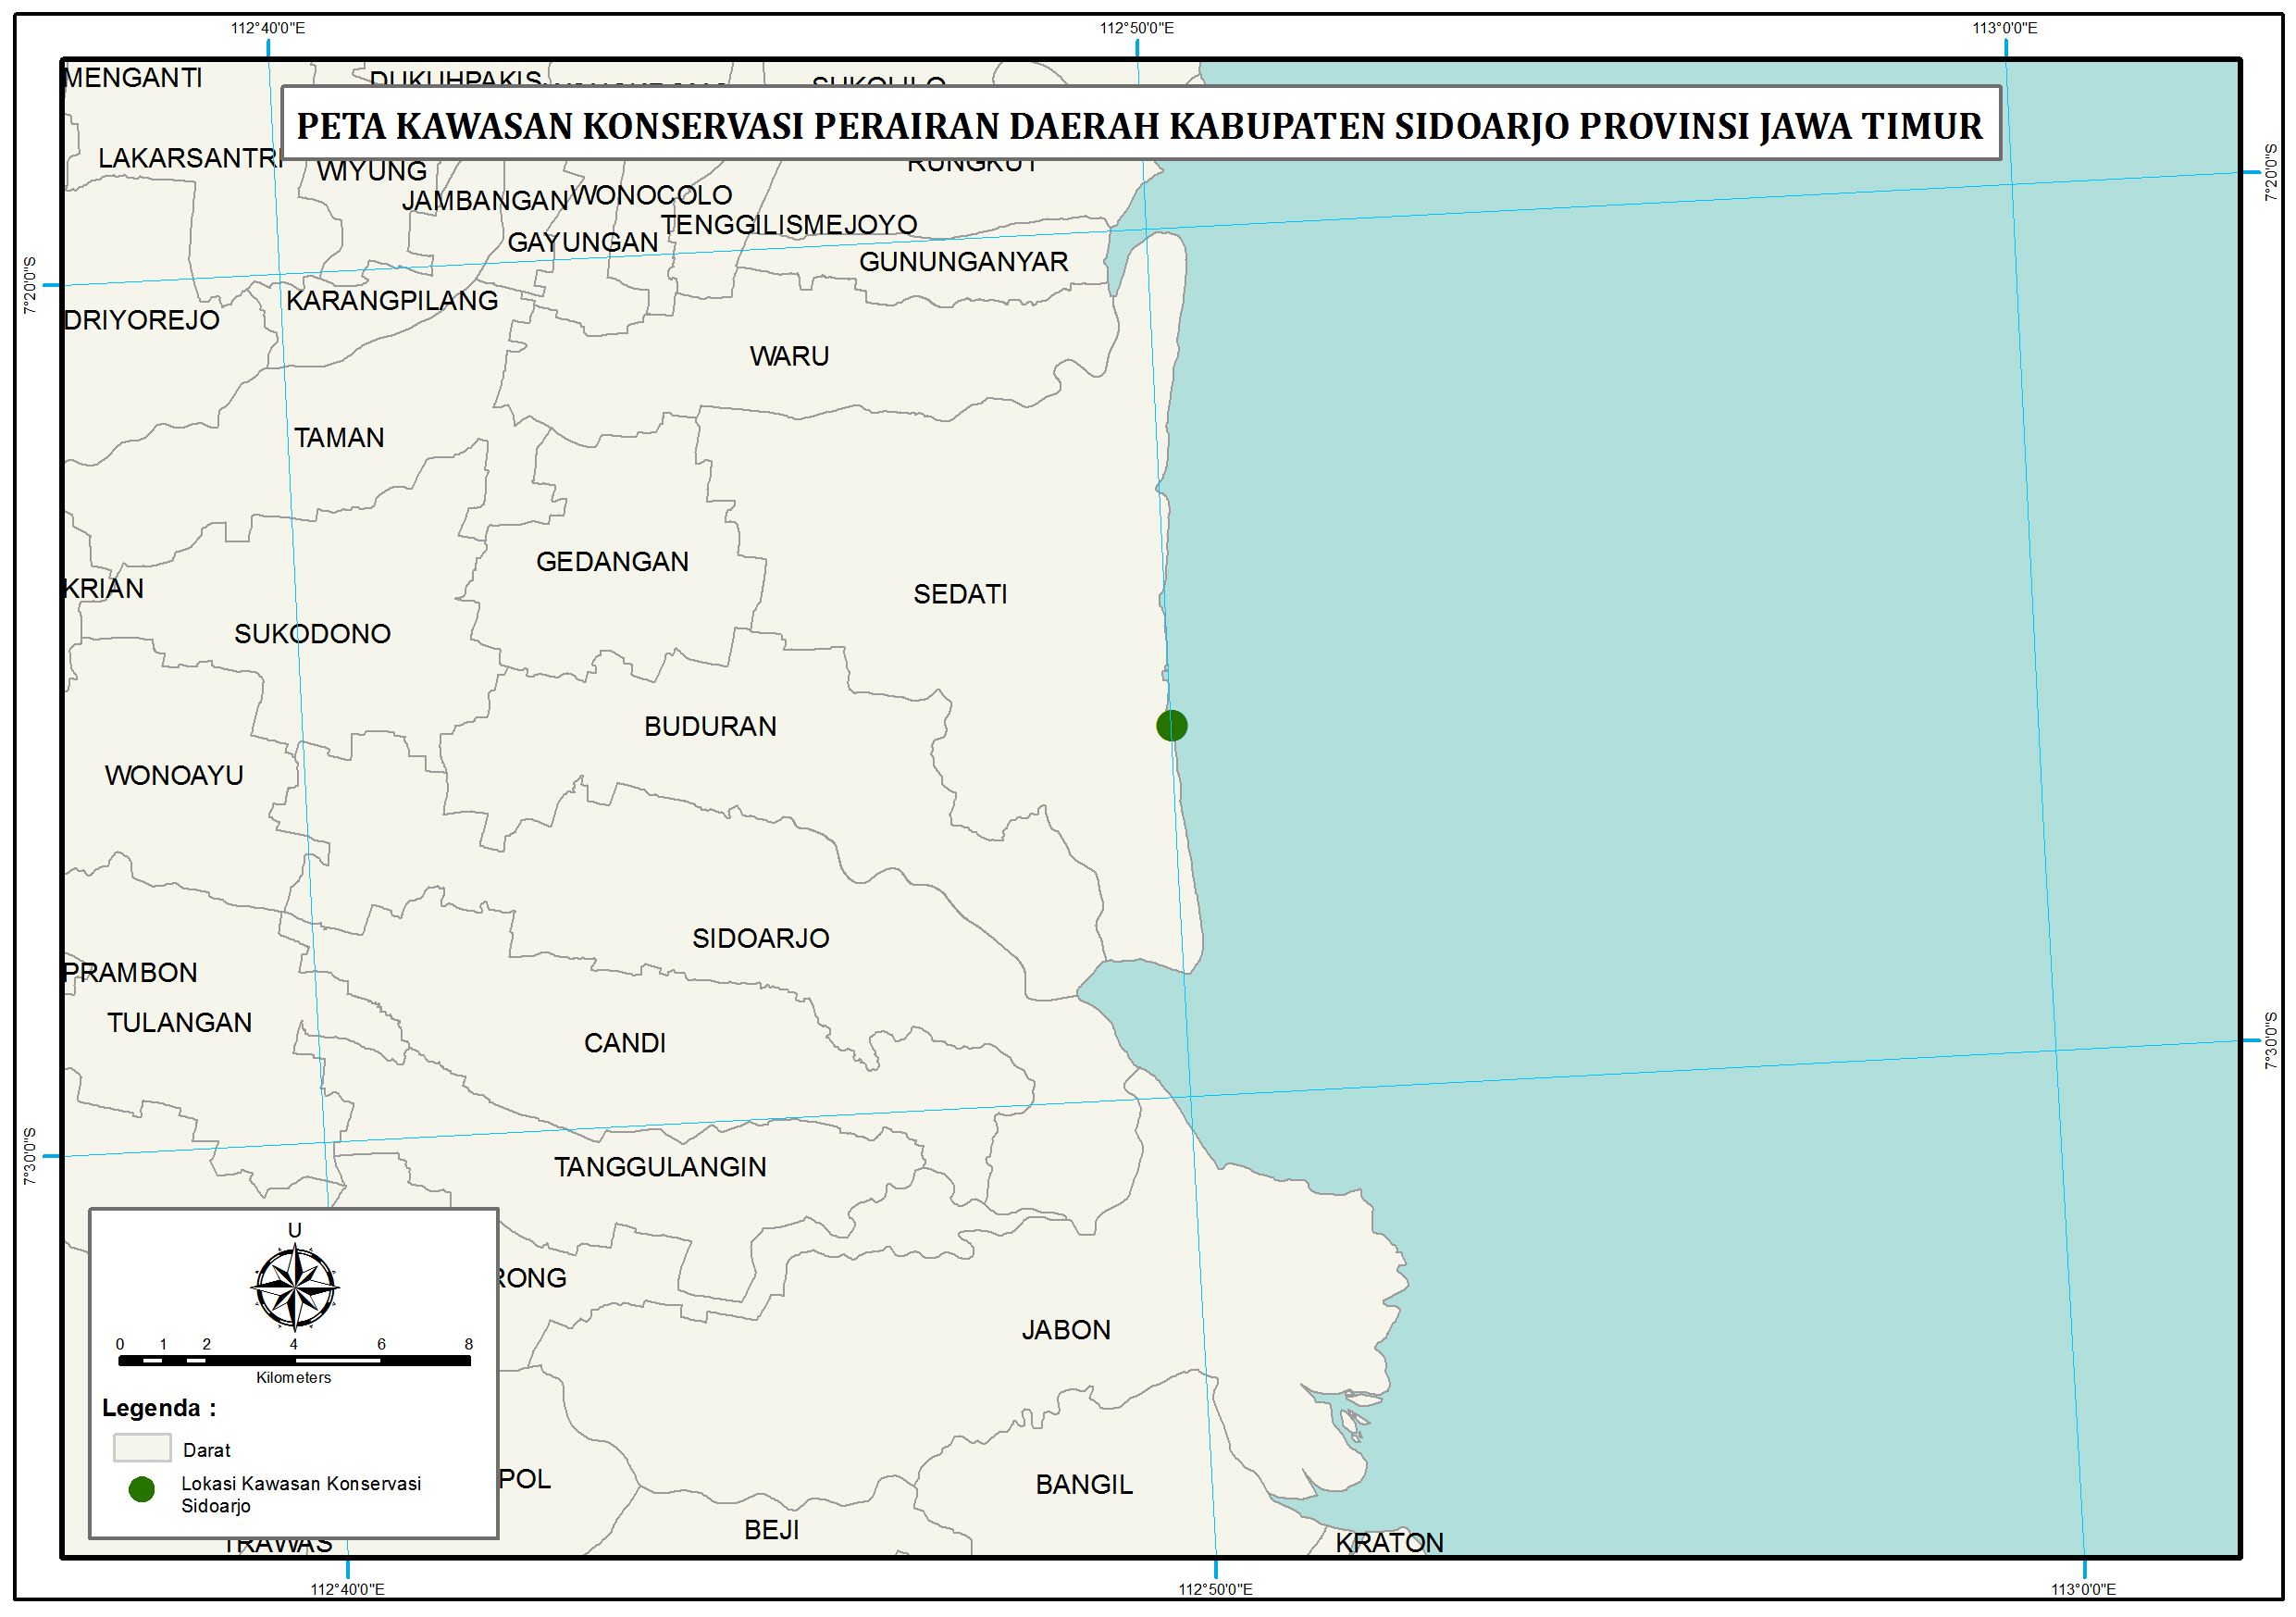 112°40'0"E
112°50'0"E
113°0'0"E
MENGANTI
DUKUHPAKIS
SUKOLILO
PETA KAWASAN KONSERVASI PERAIRAN DAERAH KABUPATEN SIDOARJO PROVINSI JAWA TIMUR
LAKARSANTRI
RUNGKUT
WIYUNG
7°20'0"S
JAMBANGAN
WONOCOLO
TENGGILISMEJOYO
GAYUNGAN
GUNUNGANYAR
7°20'0"S
KARANGPILANG
DRIYOREJO
WARU
TAMAN
GEDANGAN
KRIAN
SEDATI
SUKODONO
BUDURAN
WONOAYU
SIDOARJO
PRAMBON
TULANGAN
CANDI
7°30'0"S
7°30'0"S
TANGGULANGIN
RONG
JABON
POL
BANGIL
BEJI
TRAWAS
KRATON
U
0 1 2 4 6 8
Kilometers
Legenda :
Darat
Lokasi Kawasan Konservasi
Sidoarjo
112°40'0"E
112°50'0"E
113°0'0"E